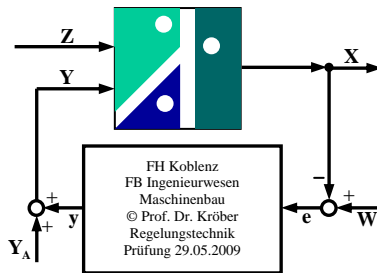 Z
Y
X
FH Koblenz
FB Ingenieurwesen
Maschinenbau
© Prof. Dr. Kröber
Regelungstechnik
Prüfung 29.05.2009
−
+
+
+
y
e
W
Y_A